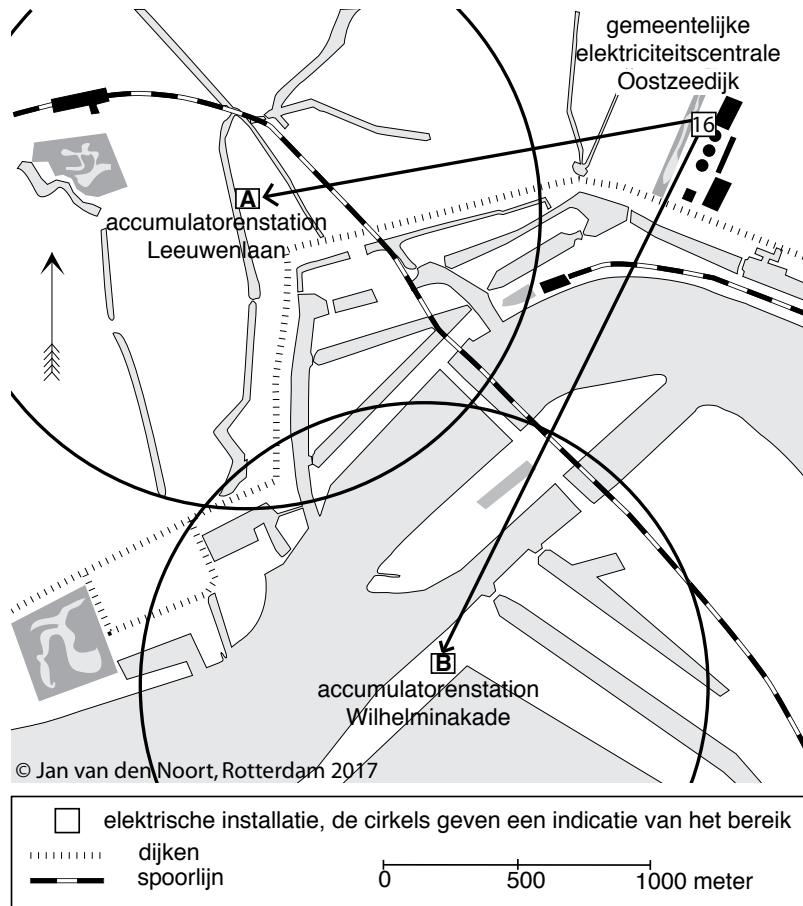 gemeentelijke
elektriciteitscentrale
Oostzeedijk
16
A
accumulatorenstation
Leeuwenlaan
B
accumulatorenstation
Wilhelminakade
© Jan van den Noort, Rotterdam 2017
elektrische installatie, de cirkels geven een indicatie van het bereik
dijken
spoorlijn
0 500 1000 meter